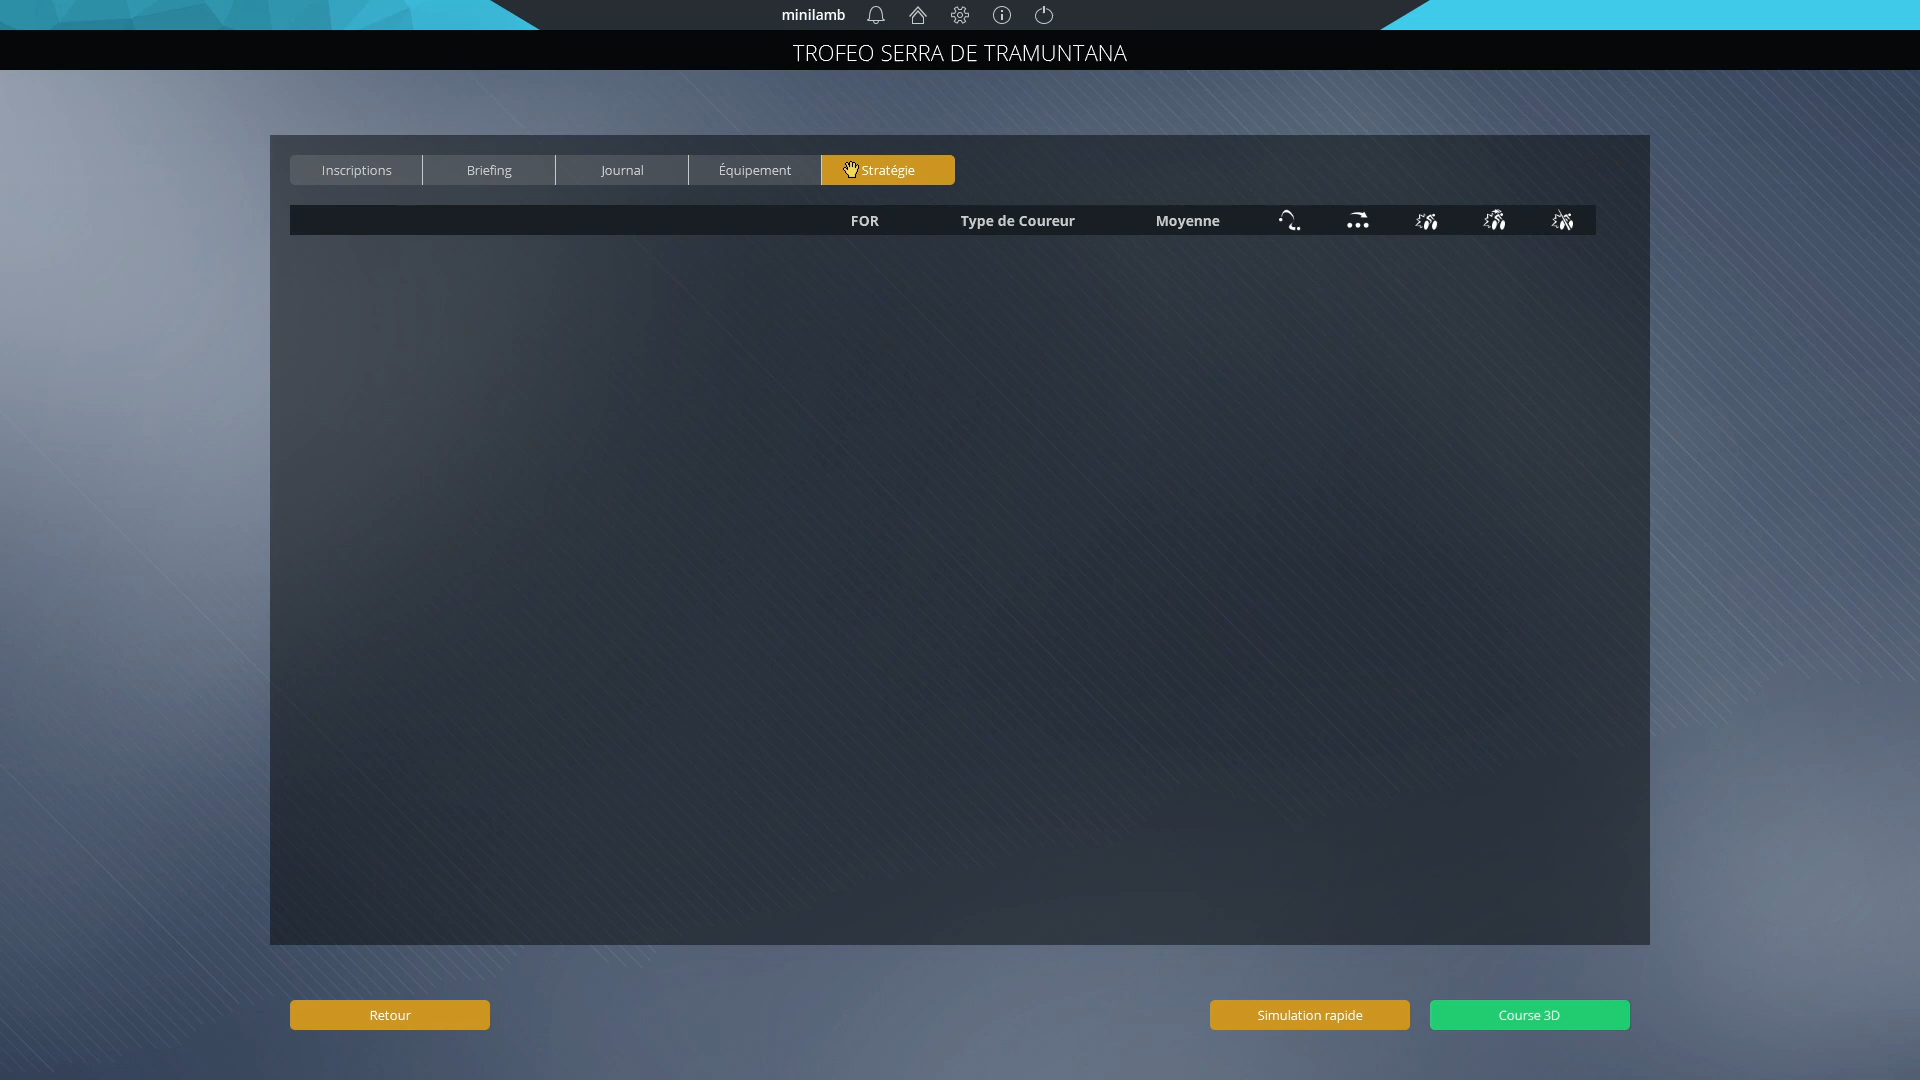 minilamb
TROFEO SERRA DE TRAMUNTANA
Inscriptions Briefing Journal Équipement Stratégie
FOR Type de Coureur Moyenne
Retour Simulation rapide Course 3D